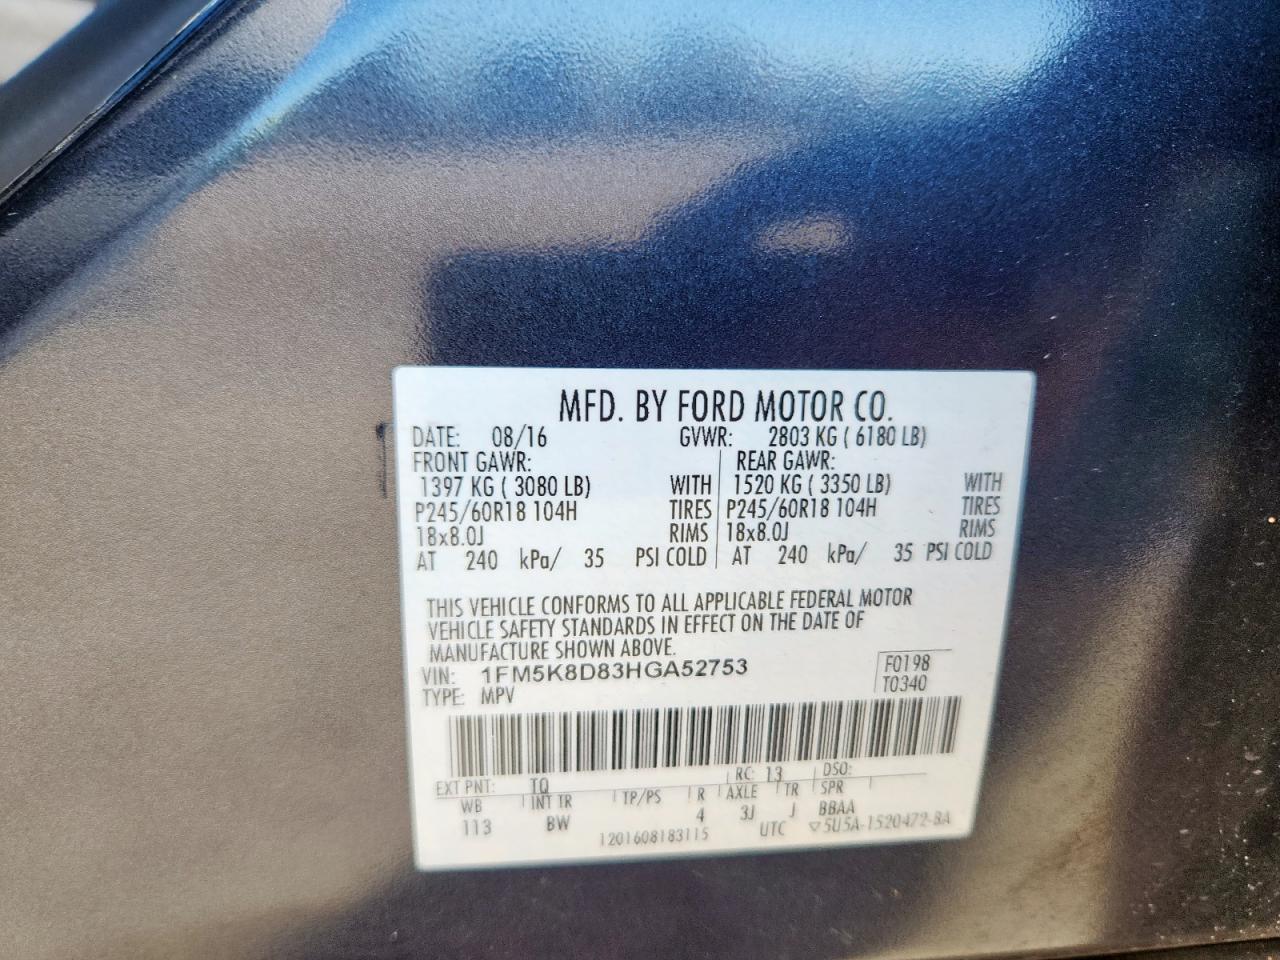 MFD. BY FORD MOTOR CO.
DATE: 08/16 GVWR: 2803 KG ( 6180 LB)
FRONT GAWR: REAR GAWR:
1397 KG ( 3080 LB) WITH 1520 KG ( 3350 LB) WITH
P245/60R18 104H TIRES P245/60R18 104H TIRES
18x8.0J RIMS 18x8.0J RIMS
AT 240 kPa/ 35 PSI COLD AT 240 kPa/ 35 PSI COLD
THIS VEHICLE CONFORMS TO ALL APPLICABLE FEDERAL MOTOR
VEHICLE SAFETY STANDARDS IN EFFECT ON THE DATE OF
MANUFACTURE SHOWN ABOVE.
VIN: 1FM5K8D83HGA52753 F0198
TYPE: MPV T0340
EXT PNT: TQ RC: 13 DSO:
WB INT TR TP/PS R AXLE TR SPR
113 BW 4 3J J BBAA
1201608183115 UTC ▽5U5A-1520472-BA